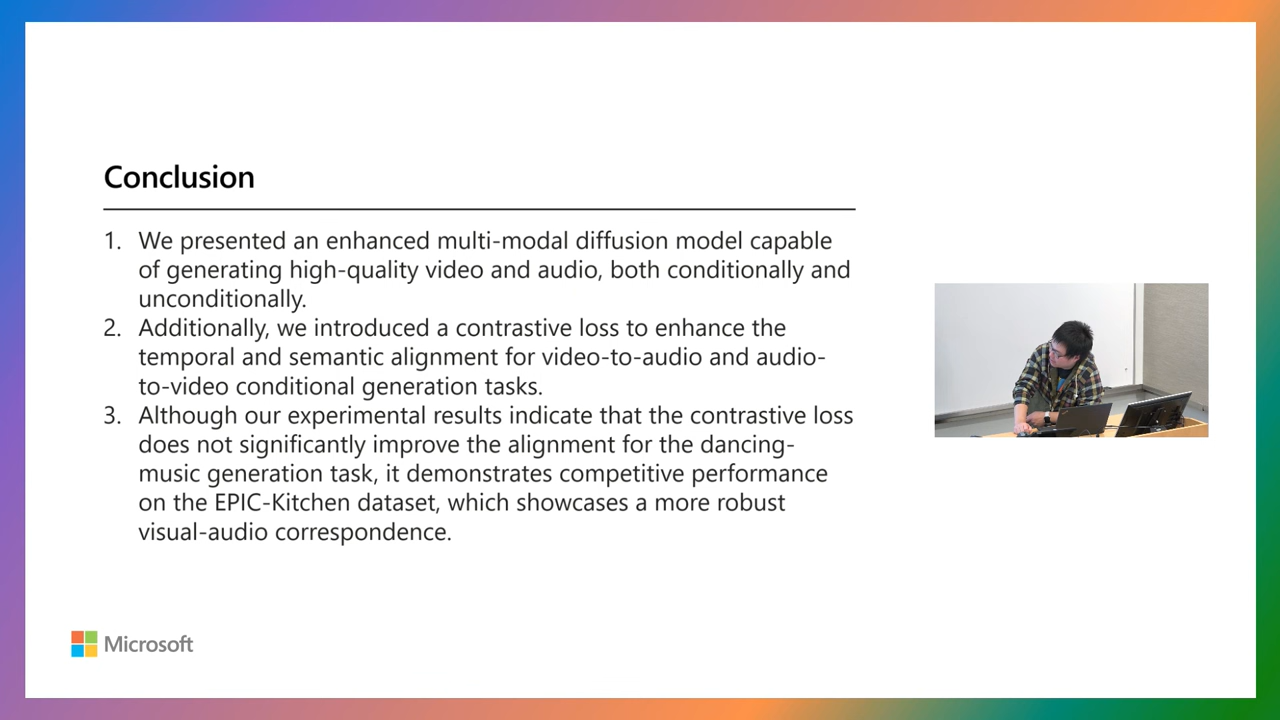 Conclusion
1. We presented an enhanced multi-modal diffusion model capable
of generating high-quality video and audio, both conditionally and
unconditionally.
2. Additionally, we introduced a contrastive loss to enhance the
temporal and semantic alignment for video-to-audio and audio-
to-video conditional generation tasks.
3. Although our experimental results indicate that the contrastive loss
does not significantly improve the alignment for the dancing-
music generation task, it demonstrates competitive performance
on the EPIC-Kitchen dataset, which showcases a more robust
visual-audio correspondence.
Microsoft